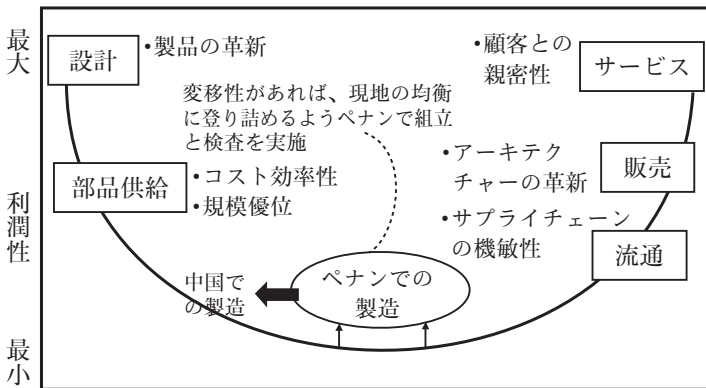 最大
利潤性
最小
設計
・製品の革新
・顧客との
親密性
サービス
変移性があれば、現地の均衡
に登り詰めるようペナンで組立
と検査を実施
部品供給
・コスト効率性
・規模優位
・アーキテク
チャーの革新
販売
・サプライチェーン
の機敏性
流通
中国で
の製造
ペナンでの
製造